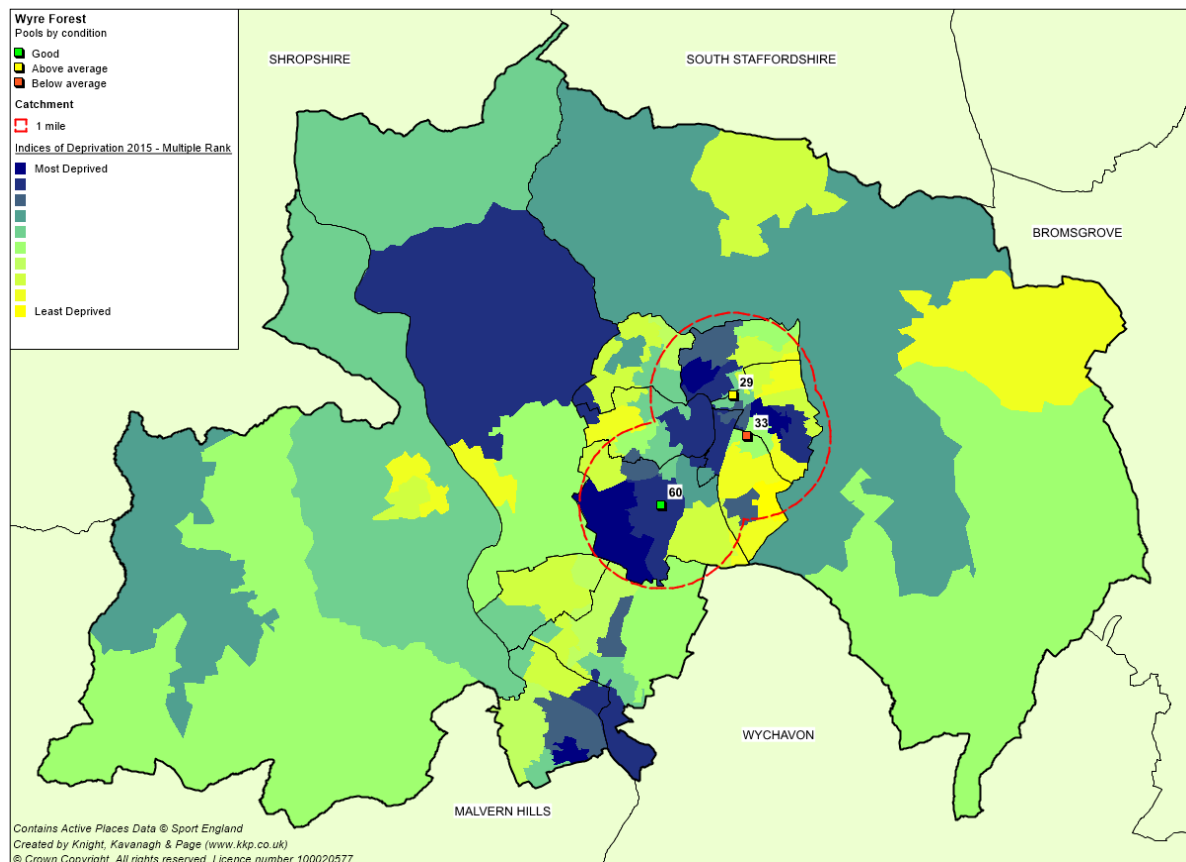 Wyre Forest
Pools by condition
Good
Above average
Below average
Catchment
1 mile
Indices of Deprivation 2015 - Multiple Rank
Most Deprived
Least Deprived
SHROPSHIRE
SOUTH STAFFORDSHIRE
BROMSGROVE
29
33
60
WYCHAVON
MALVERN HILLS
Contains Active Places Data © Sport England
Created by Knight, Kavanagh & Page (www.kkp.co.uk)
© Crown Copyright. All rights reserved. Licence number 100020577